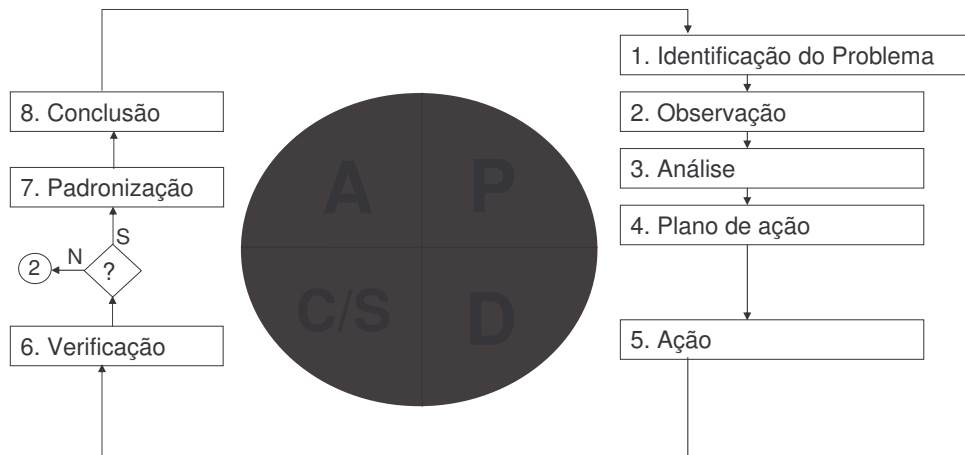 1. Identificação do Problema
8. Conclusão
2. Observação
A
P
3. Análise
7. Padronização
4. Plano de ação
S
N
2
?
C/S
D
6. Verificação
5. Ação